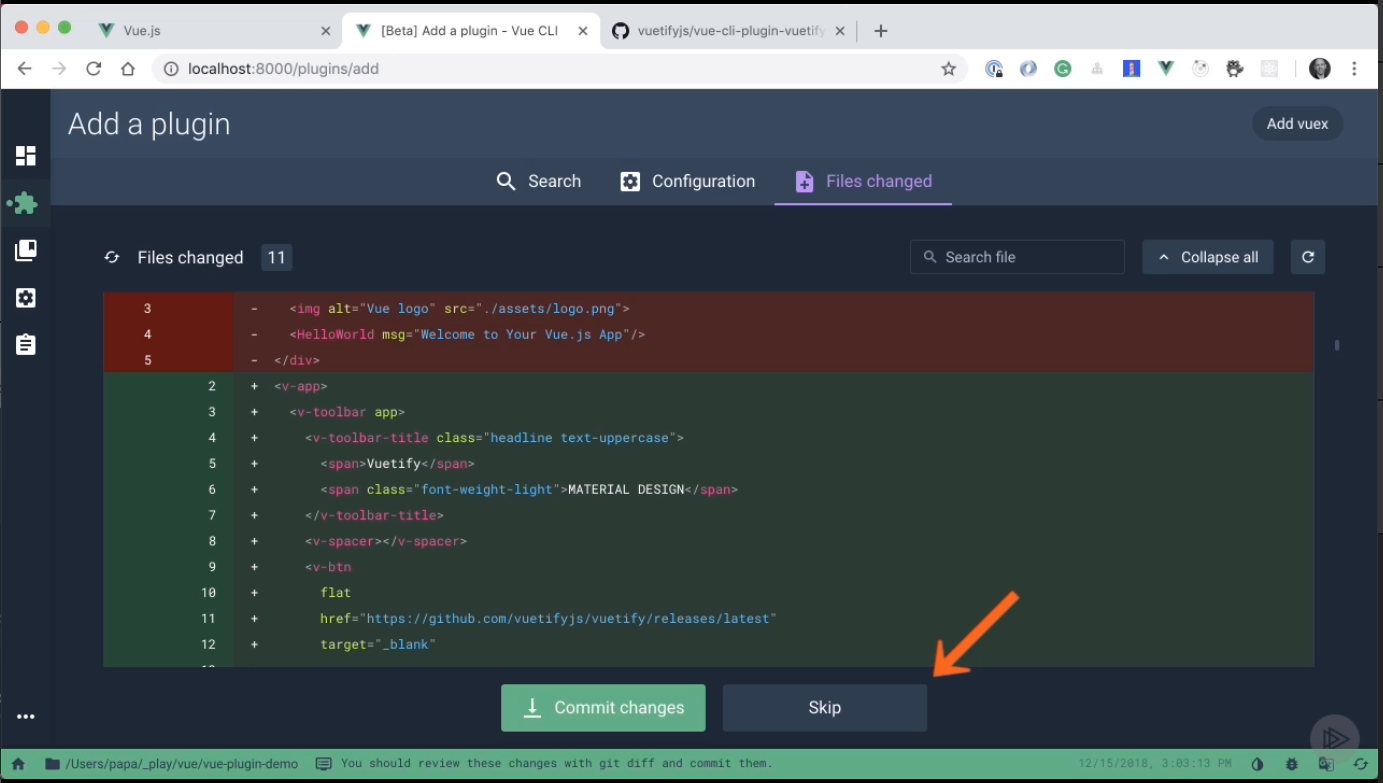 Vue.js
[Beta] Add a plugin - Vue CLI
vuetifyjs/vue-cli-plugin-vuetify
localhost:8000/plugins/add
Add a plugin
Add vuex
Search
Configuration
Files changed
Files changed 11
Search file
Collapse all
3 - <img alt="Vue logo" src="./assets/logo.png">
4 - <HelloWorld msg="Welcome to Your Vue.js App"/>
5 - </div>
2 + <v-app>
3 + <v-toolbar app>
4 + <v-toolbar-title class="headline text-uppercase">
5 + <span>Vuetify</span>
6 + <span class="font-weight-light">MATERIAL DESIGN</span>
7 + </v-toolbar-title>
8 + <v-spacer></v-spacer>
9 + <v-btn
10 + flat
11 + href="https://github.com/vuetifyjs/vuetify/releases/latest"
12 + target="_blank"
Commit changes
Skip
/Users/papa/_play/vue/vue-plugin-demo
You should review these changes with git diff and commit them.
12/15/2018, 3:03:13 PM